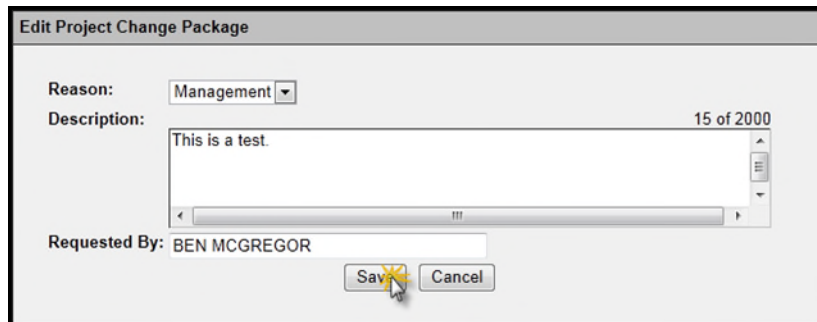 Edit Project Change Package
Reason: Management
Description: 15 of 2000
This is a test.
Requested By: BEN MCGREGOR
Save Cancel